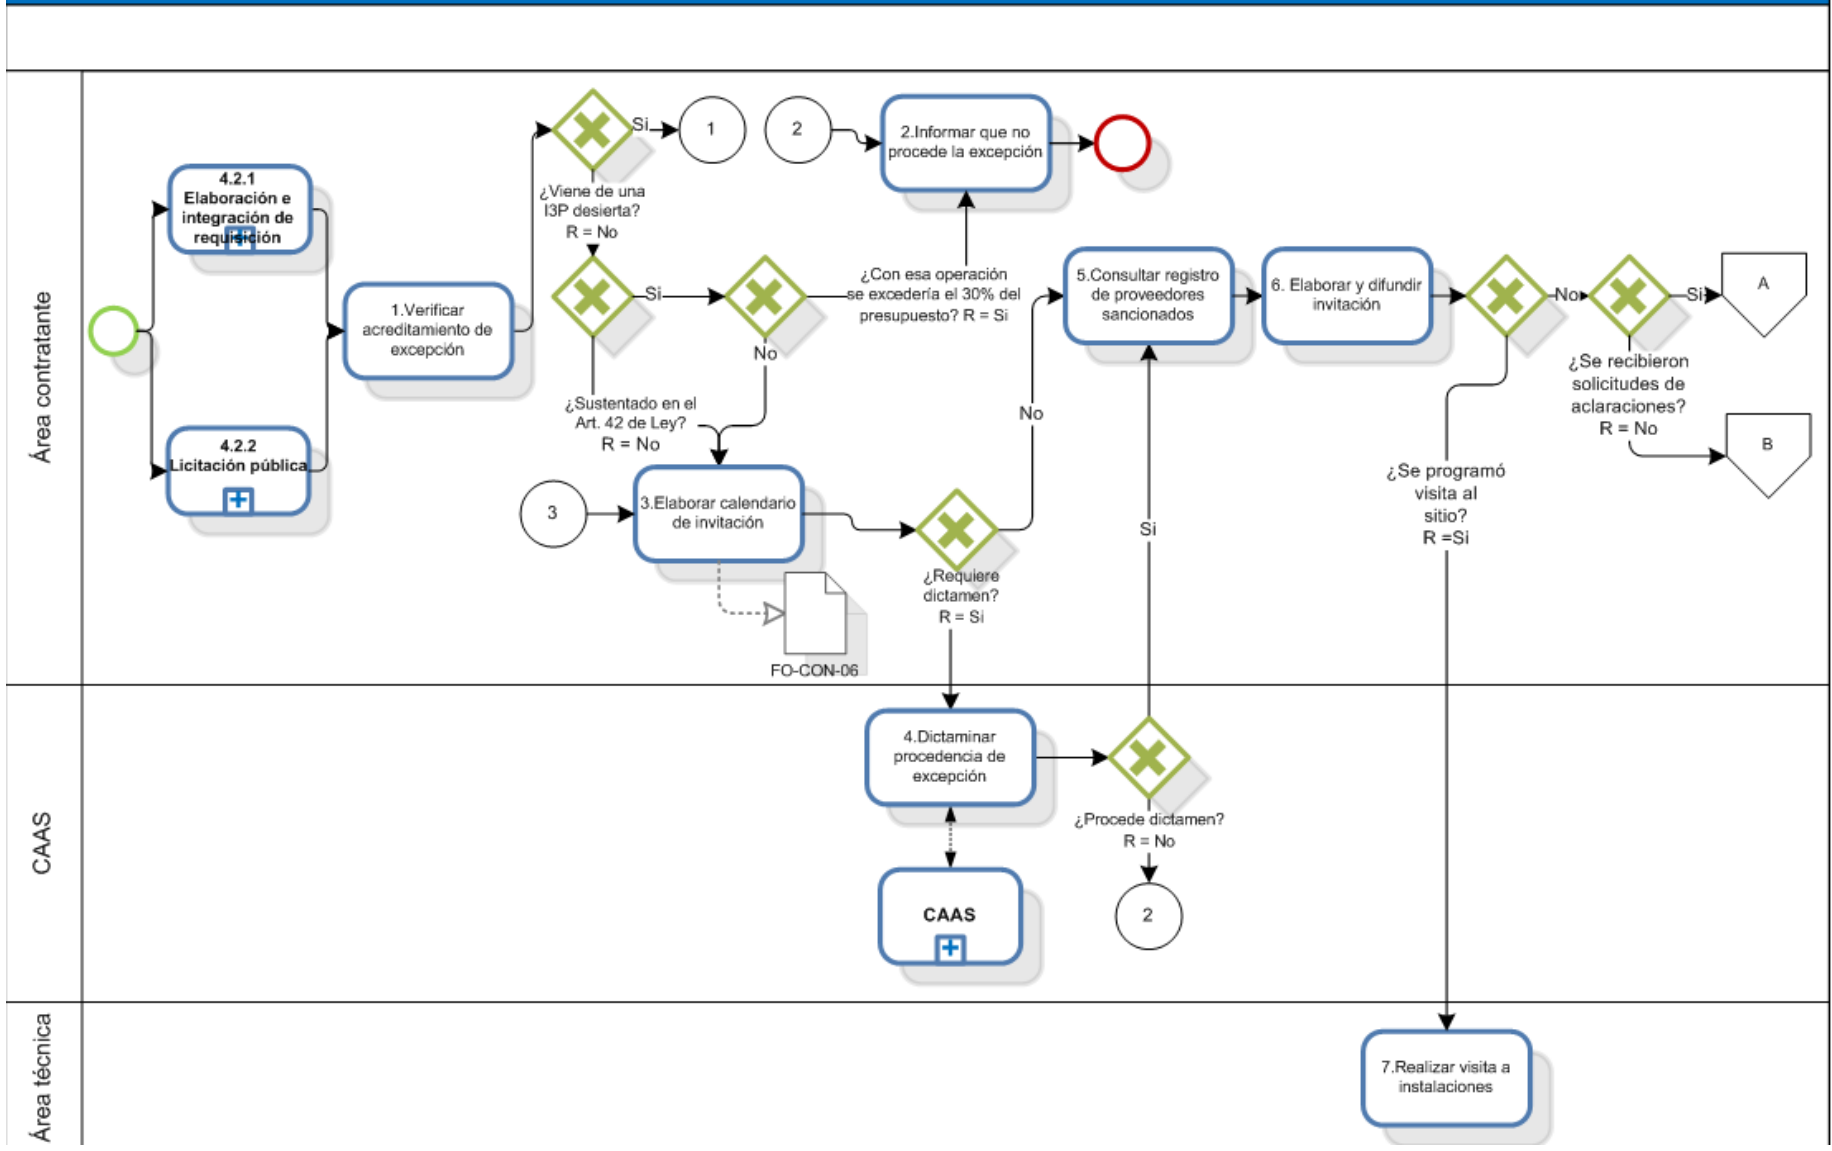 Área contratante
4.2.1
Elaboración e
integración de
requisición
4.2.2
Licitación pública
1.Verificar
acreditamiento de
excepción
Si
1
¿Viene de una
I3P desierta?
R = No
2
2.Informar que no
procede la excepción
Si
¿Con esa operación
se excedería el 30% del
presupuesto? R = Si
No
¿Sustentado en el
Art. 42 de Ley?
R = No
3
3.Elaborar calendario
de invitación
FO-CON-06
¿Requiere
dictamen?
R = Si
No
5.Consultar registro
de proveedores
sancionados
6. Elaborar y difundir
invitación
No
Si
A
¿Se recibieron
solicitudes de
aclaraciones?
R = No
B
¿Se programó
visita al
sitio?
R =Si
Si
CAAS
4.Dictaminar
procedencia de
excepción
¿Procede dictamen?
R = No
2
CAAS
Área técnica
7.Realizar visita a
instalaciones